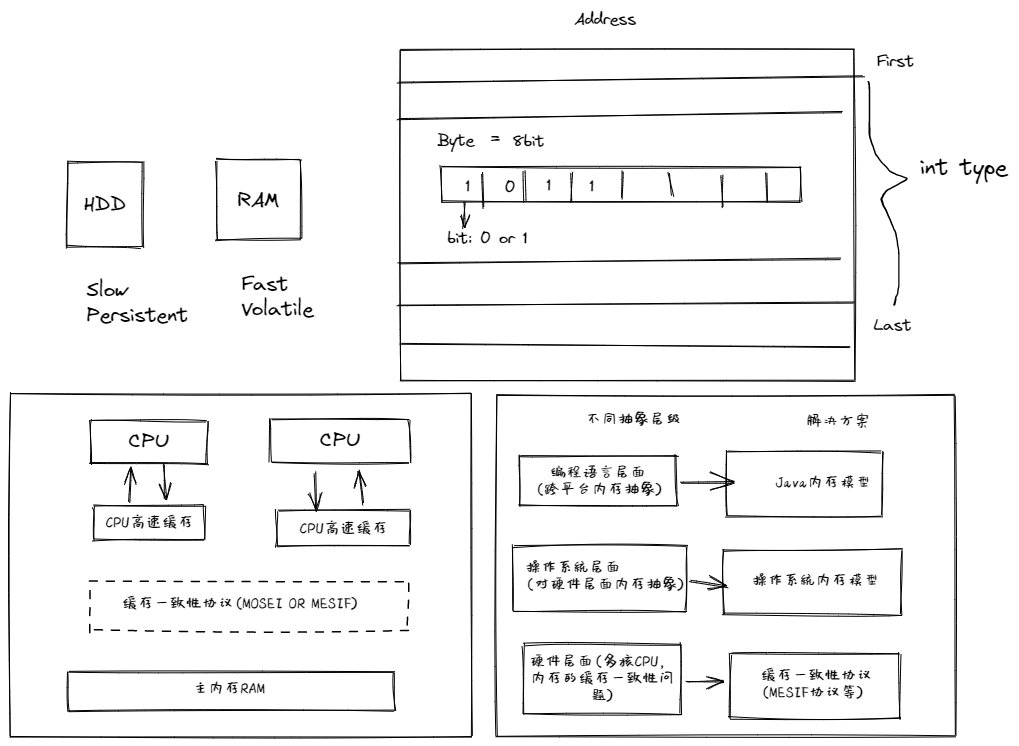 Address
First
Byte = 8bit
int type
1 0 1 1
bit: 0 or 1
Last
HDD
RAM
Slow
Persistent
Fast
Volatile
CPU
CPU
CPU高速缓存
CPU高速缓存
缓存一致性协议(MOSEI OR MESIF)
主内存RAM
不同抽象层级
解决方案
编程语言层面
(跨平台内存抽象)
Java内存模型
操作系统层面
(对硬件层面内存抽象)
操作系统内存模型
硬件层面(多核CPU,
内存的缓存一致性问
题)
缓存一致性协议
(MESIF协议等)